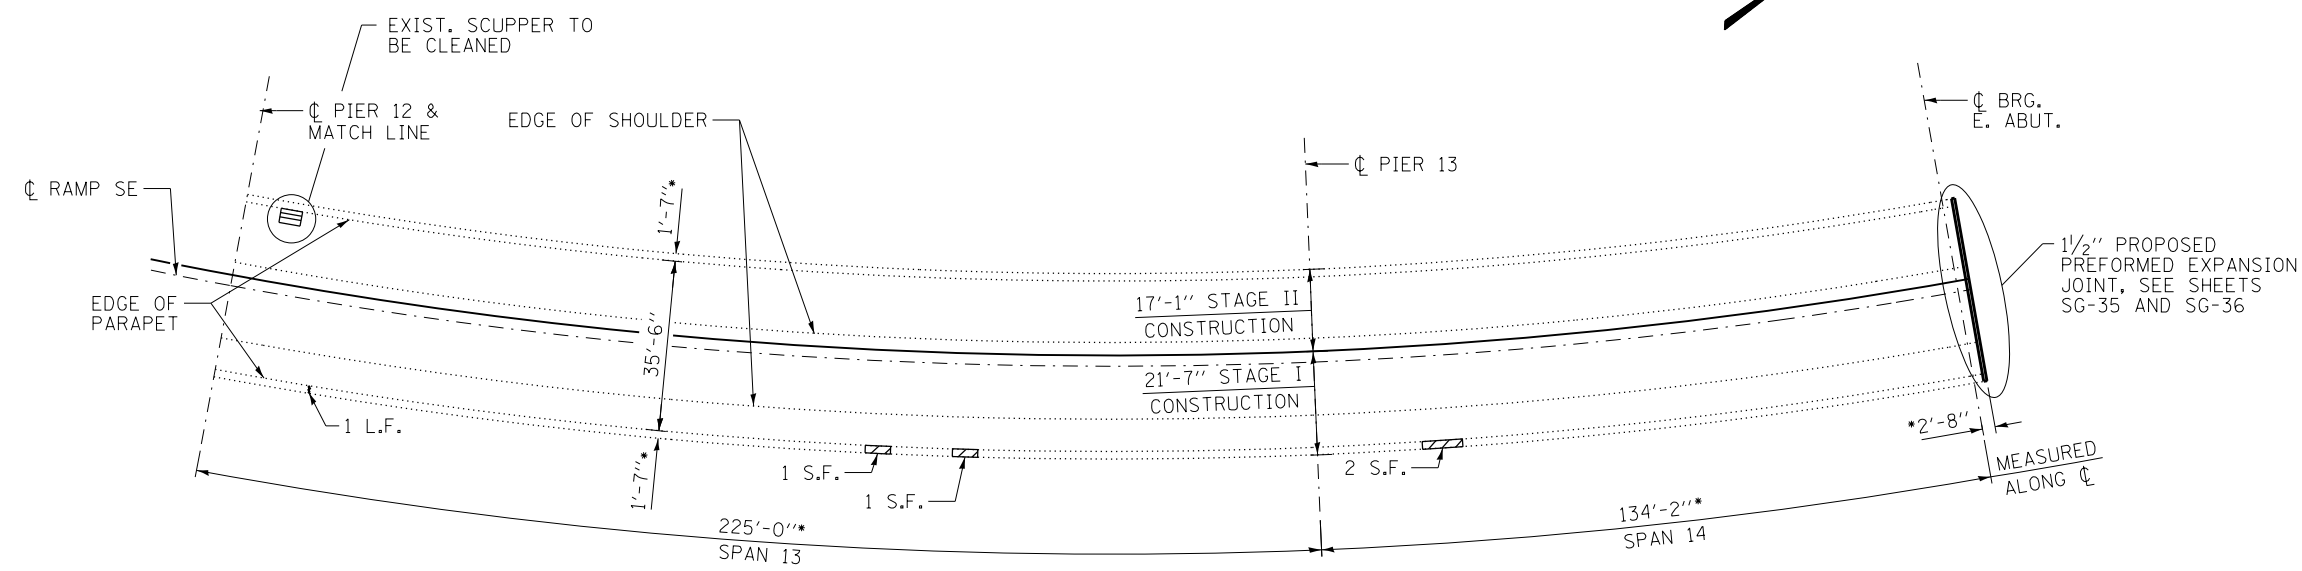 EXIST. SCUPPER TO
BE CLEANED
℄ PIER 12 &
MATCH LINE
EDGE OF SHOULDER
℄ RAMP SE
EDGE OF
PARAPET
1'-7"*
35'-6"
1'-7"*
1 L.F.
1 S.F.
1 S.F.
2 S.F.
℄ PIER 13
17'-1" STAGE II
CONSTRUCTION
21'-7" STAGE I
CONSTRUCTION
℄ BRG.
E. ABUT.
1½" PROPOSED
PREFORMED EXPANSION
JOINT, SEE SHEETS
SG-35 AND SG-36
*2'-8"
MEASURED
ALONG ℄
225'-0"*
SPAN 13
134'-2"*
SPAN 14